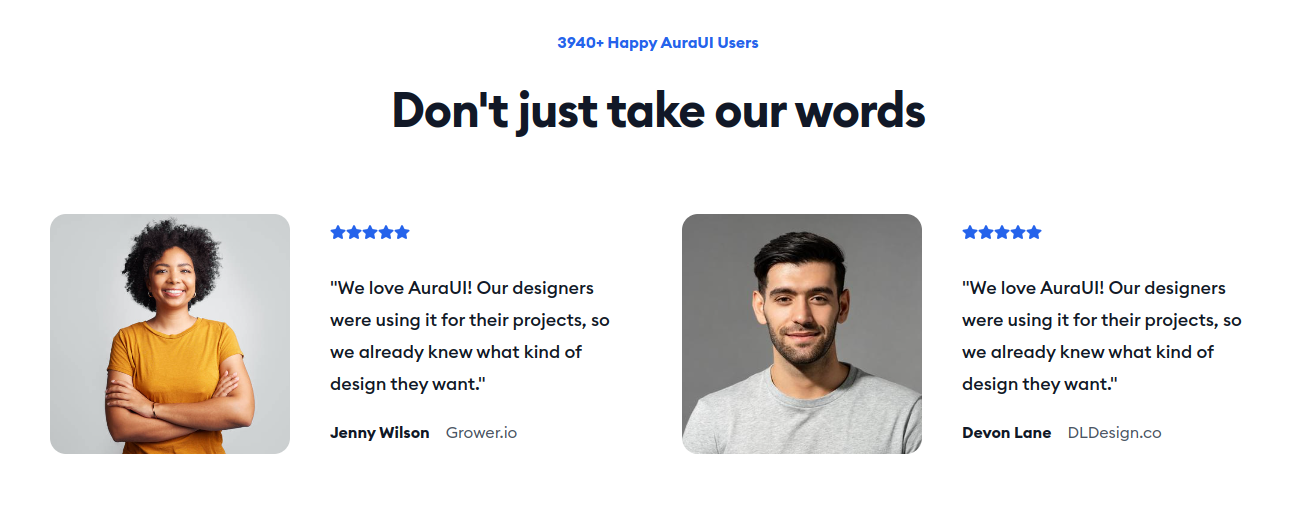 3940+ Happy AuraUI Users
Don't just take our words
"We love AuraUI! Our designers
were using it for their projects, so
we already knew what kind of
design they want."
Jenny Wilson Grower.io
"We love AuraUI! Our designers
were using it for their projects, so
we already knew what kind of
design they want."
Devon Lane DLDesign.co